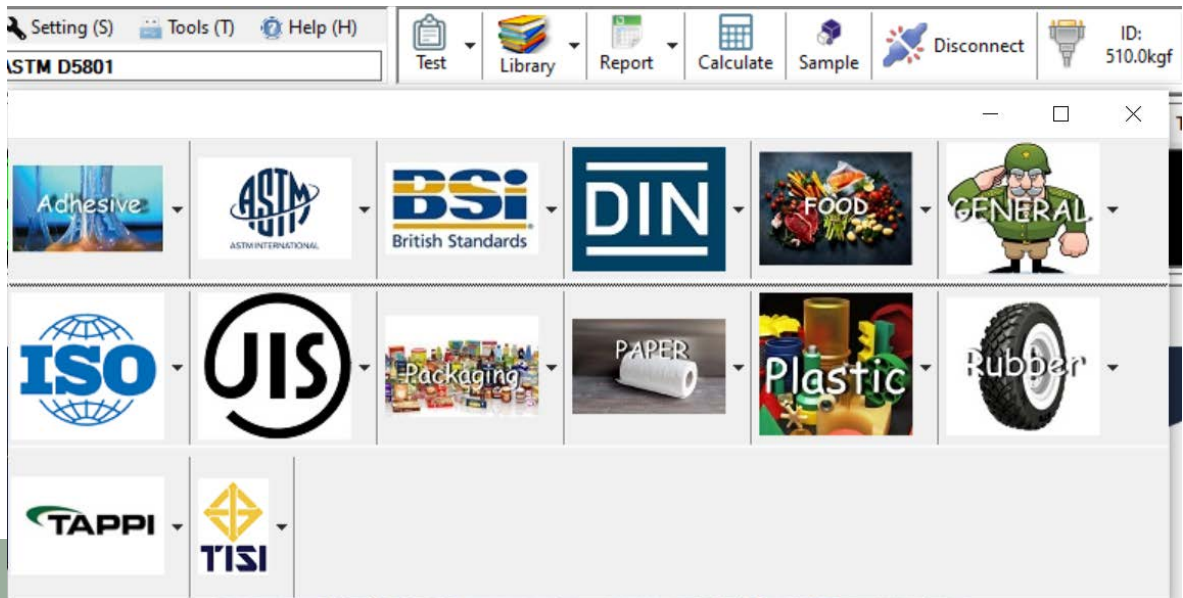 Setting (S) Tools (T) Help (H)
ASTM D5801
Test
Library
Report
Calculate
Sample
Disconnect
ID:
510.0kgf
Adhesive
ASTM
ASTM INTERNATIONAL
BSi
British Standards
DIN
FOOD
GENERAL
ISO
JIS
Packaging
PAPER
Plastic
Rubber
TAPPI
TISI